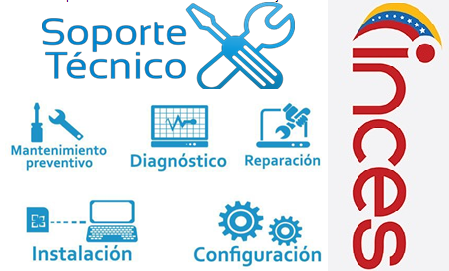 Soporte
Técnico
Mantenimiento
preventivo
Diagnóstico
Reparación
Instalación
Configuración
inces